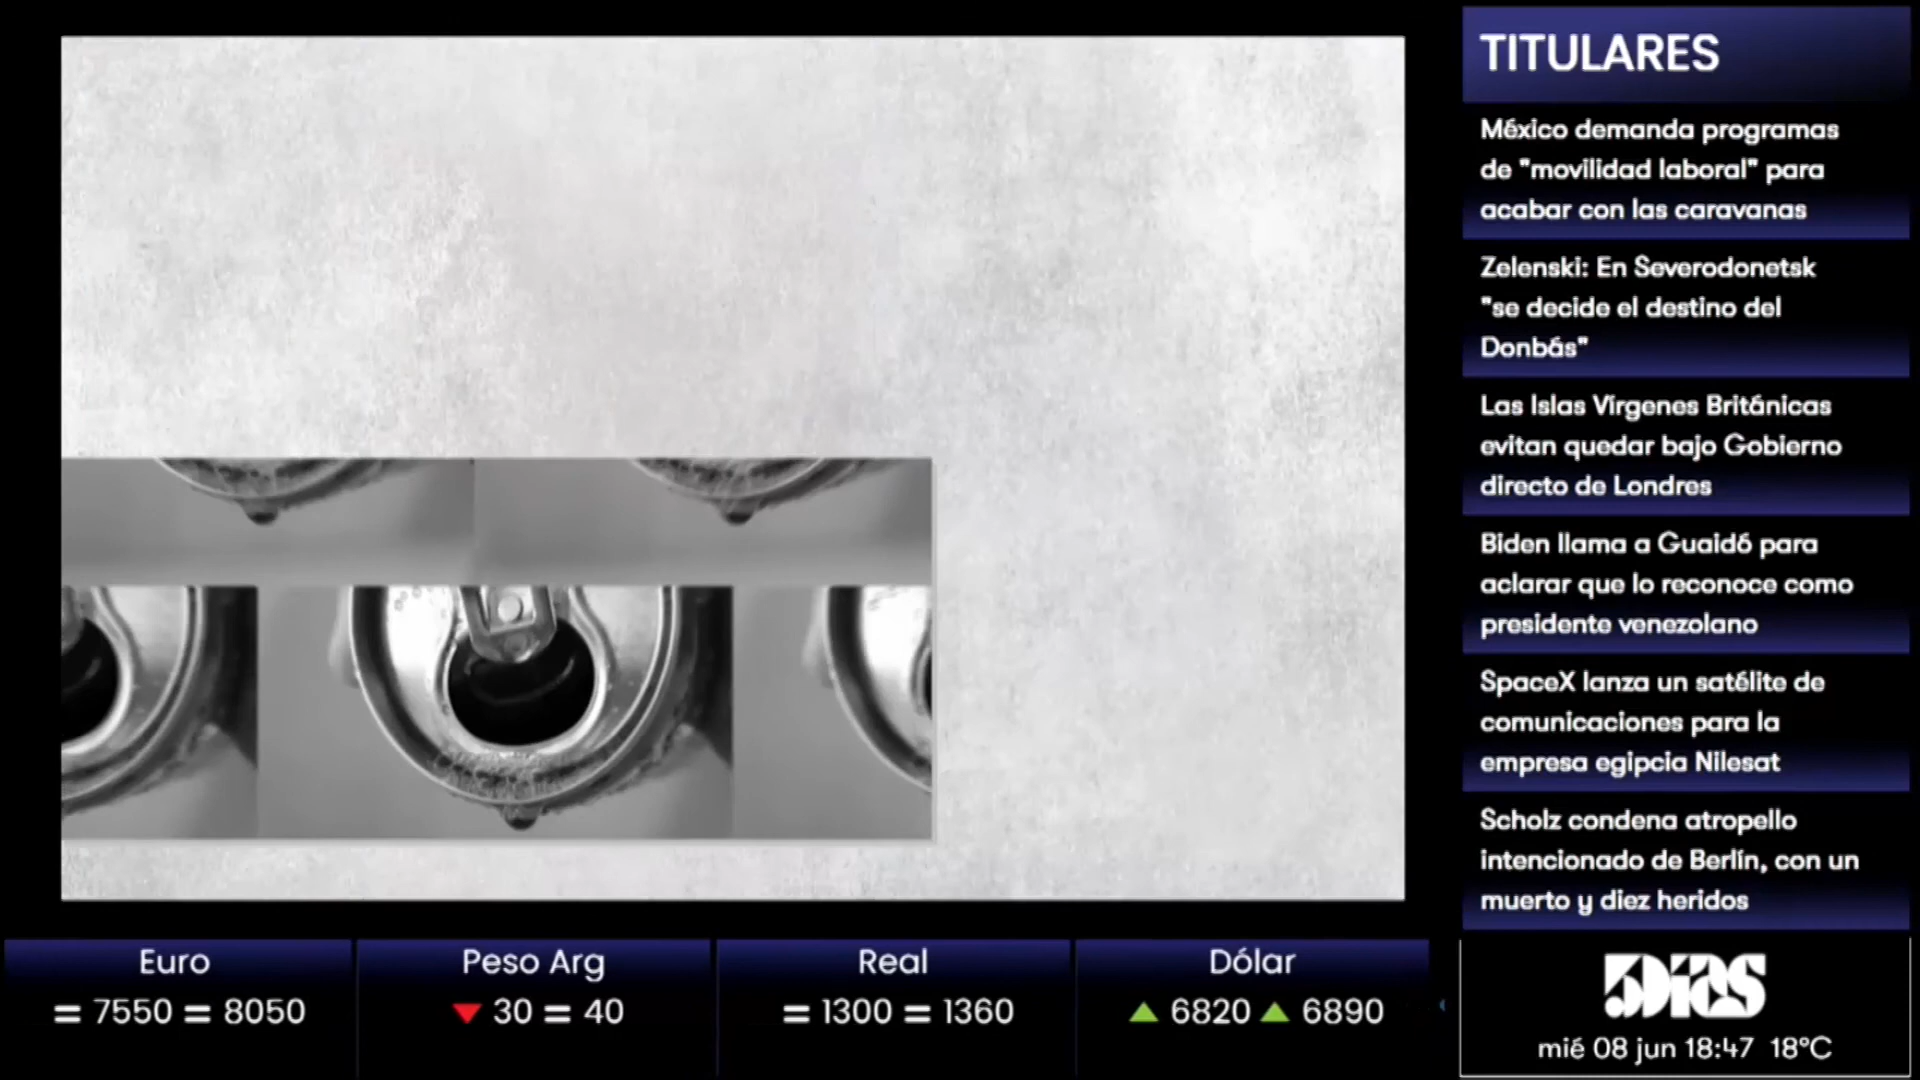 TITULARES
México demanda programas
de "movilidad laboral" para
acabar con las caravanas
Zelenski: En Severodonetsk
"se decide el destino del
Donbás"
Las Islas Vírgenes Británicas
evitan quedar bajo Gobierno
directo de Londres
Biden llama a Guaidó para
aclarar que lo reconoce como
presidente venezolano
SpaceX lanza un satélite de
comunicaciones para la
empresa egipcia Nilesat
Scholz condena atropello
intencionado de Berlín, con un
muerto y diez heridos
Euro
= 7550 = 8050
Peso Arg
▼ 30 = 40
Real
= 1300 = 1360
Dólar
▲ 6820 ▲ 6890
5Días
mié 08 jun 18:47 18°C